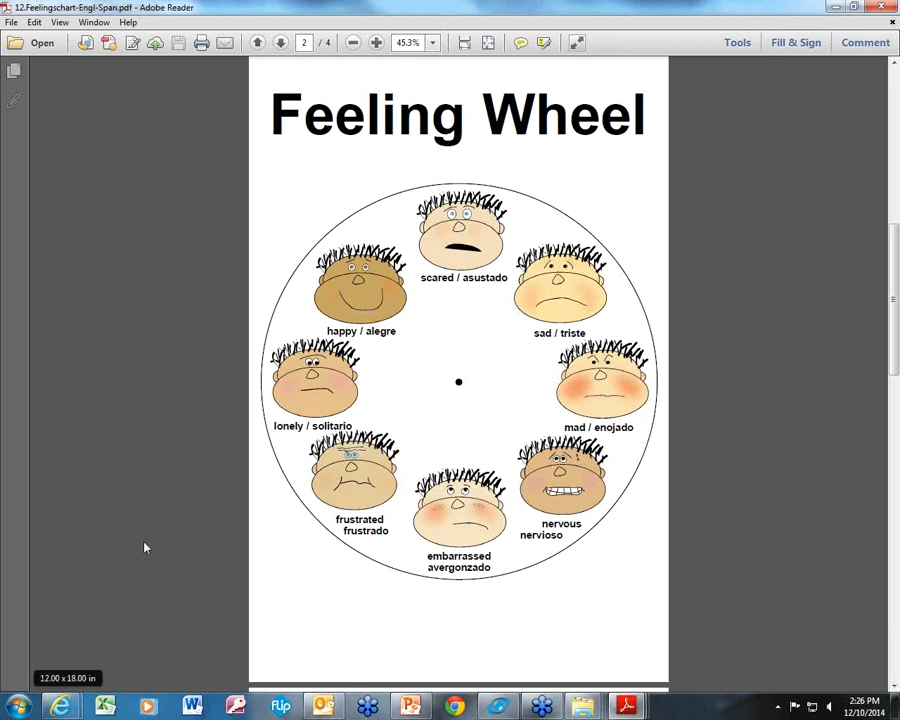 12.Feelingschart-Engl-Span.pdf - Adobe Reader
File Edit View Window Help
Open 2 / 4 45.3% Tools Fill & Sign Comment
Feeling Wheel
scared / asustado
happy / alegre
sad / triste
lonely / solitario
mad / enojado
frustrated
frustrado
nervous
nervioso
embarrassed
avergonzado
12.00 x 18.00 in
2:26 PM
12/10/2014